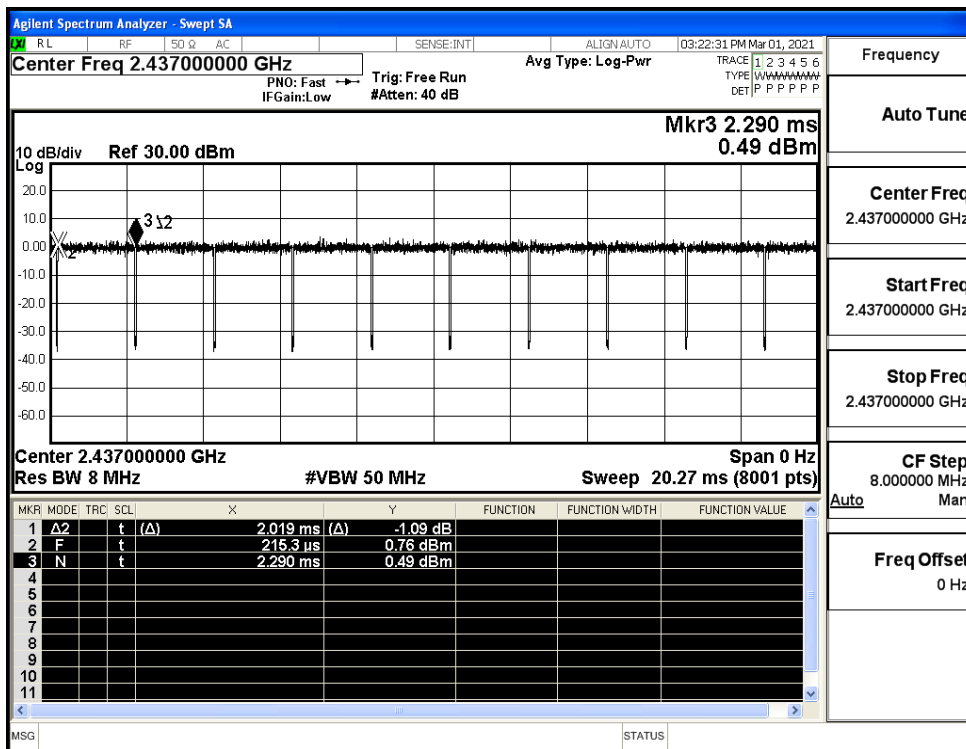 Agilent Spectrum Analyzer - Swept SA
LXI RL RF 50 Ω AC SENSE:INT ALIGN AUTO 03:22:31 PM Mar 01, 2021
Center Freq 2.437000000 GHz
PNO: Fast
IFGain:Low
Trig: Free Run
#Atten: 40 dB
Avg Type: Log-Pwr
TRACE 1 2 3 4 5 6
TYPE WWWWWW
DET P P P P P P
Mkr3 2.290 ms
0.49 dBm
10 dB/div Ref 30.00 dBm
Log
20.0
10.0
0.00
-10.0
-20.0
-30.0
-40.0
-50.0
-60.0
3
Δ2
2
Center 2.437000000 GHz Span 0 Hz
Res BW 8 MHz #VBW 50 MHz Sweep 20.27 ms (8001 pts)
MKR MODE TRC SCL X Y FUNCTION FUNCTION WIDTH FUNCTION VALUE
1 Δ2 t (Δ) 2.019 ms (Δ) -1.09 dB
2 F t 215.3 µs 0.76 dBm
3 N t 2.290 ms 0.49 dBm
4
5
6
7
8
9
10
11
MSG STATUS
Frequency
Auto Tune
Center Freq
2.437000000 GHz
Start Freq
2.437000000 GHz
Stop Freq
2.437000000 GHz
CF Step
8.000000 MHz
Auto Man
Freq Offset
0 Hz